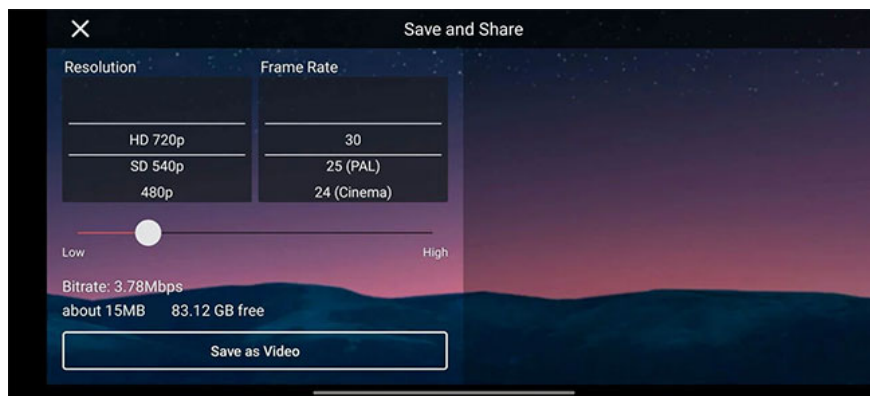 Save and Share
Resolution
Frame Rate
HD 720p
30
SD 540p
25 (PAL)
480p
24 (Cinema)
Low
High
Bitrate: 3.78Mbps
about 15MB 83.12 GB free
Save as Video